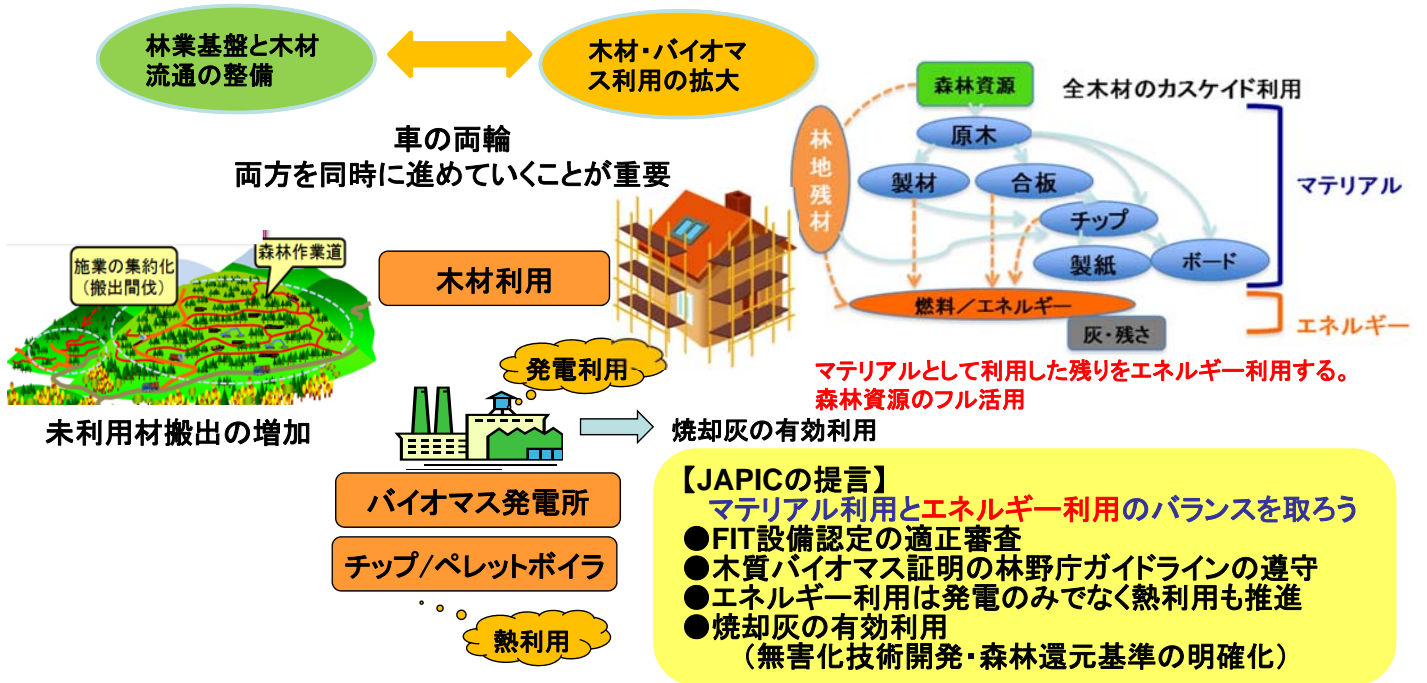 林業基盤と木材
流通の整備
木材・バイオマ
ス利用の拡大
車の両輪
両方を同時に進めていくことが重要
森林資源
全木材のカスケイド利用
林地残材
原木
製材
合板
チップ
製紙
ボード
マテリアル
燃料／エネルギー
灰・残さ
エネルギー
マテリアルとして利用した残りをエネルギー利用する。
森林資源のフル活用
施業の集約化
(搬出間伐)
森林作業道
未利用材搬出の増加
木材利用
発電利用
焼却灰の有効利用
バイオマス発電所
チップ/ペレットボイラ
熱利用
【JAPICの提言】
マテリアル利用とエネルギー利用のバランスを取ろう
●FIT設備認定の適正審査
●木質バイオマス証明の林野庁ガイドラインの遵守
●エネルギー利用は発電のみでなく熱利用も推進
●焼却灰の有効利用
（無害化技術開発・森林還元基準の明確化）